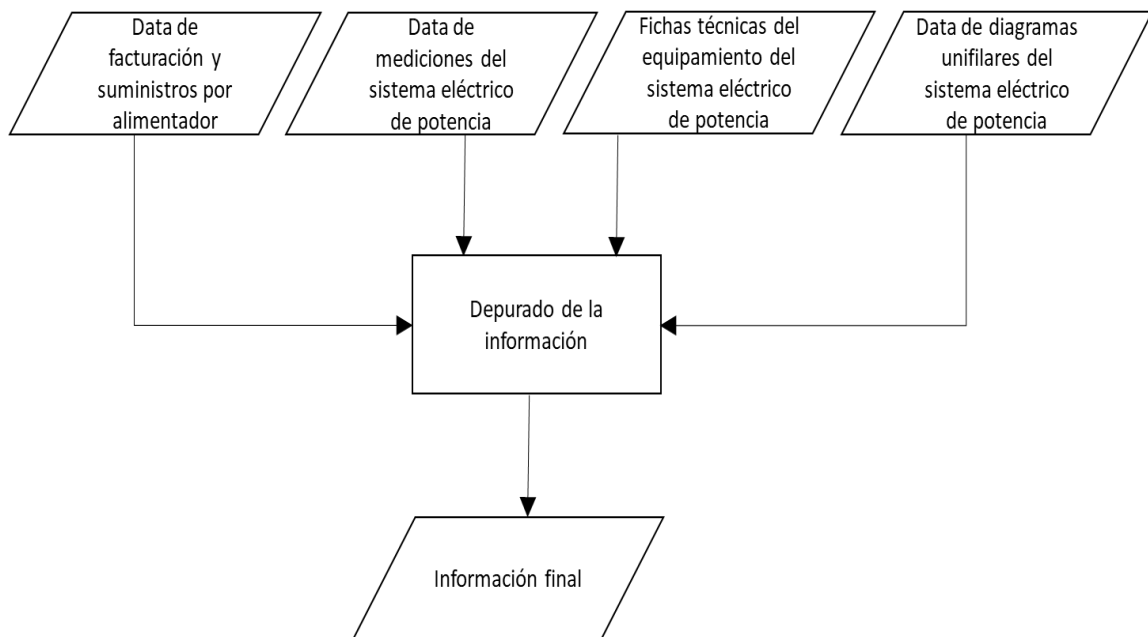 Data de
facturación y
suministros por
alimentador
Data de
mediciones del
sistema eléctrico
de potencia
Fichas técnicas del
equipamiento del
sistema eléctrico
de potencia
Data de diagramas
unifilares del
sistema eléctrico
de potencia
Depurado de la
información
Información final